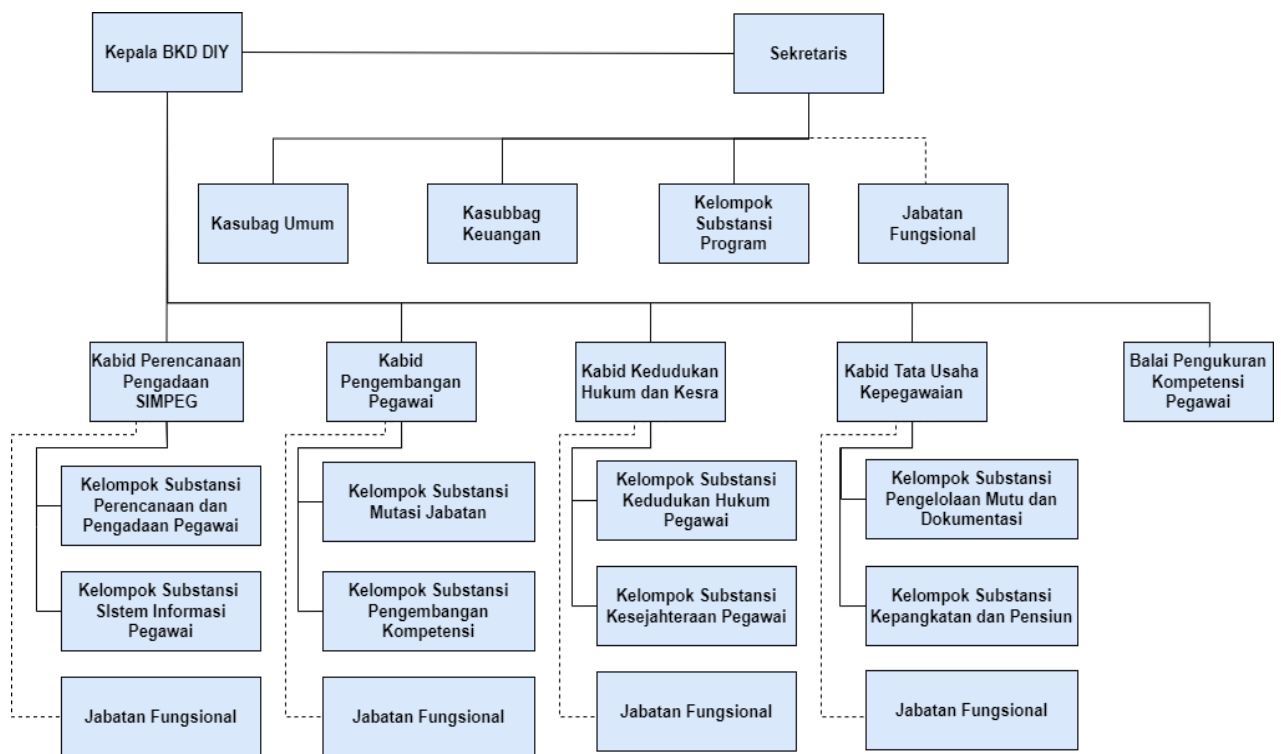 Kepala BKD DIY
Sekretaris
Kasubag Umum
Kasubbag
Keuangan
Kelompok
Substansi
Program
Jabatan
Fungsional
Kabid Perencanaan
Pengadaan
SIMPEG
Kabid
Pengembangan
Pegawai
Kabid Kedudukan
Hukum dan Kesra
Kabid Tata Usaha
Kepegawaian
Balai Pengukuran
Kompetensi
Pegawai
Kelompok Substansi
Perencanaan dan
Pengadaan Pegawai
Kelompok Substansi
SIstem Informasi
Pegawai
Jabatan Fungsional
Kelompok Substansi
Mutasi Jabatan
Kelompok Substansi
Pengembangan
Kompetensi
Jabatan Fungsional
Kelompok Substansi
Kedudukan Hukum
Pegawai
Kelompok Substansi
Kesejahteraan Pegawai
Jabatan Fungsional
Kelompok Substansi
Pengelolaan Mutu dan
Dokumentasi
Kelompok Substansi
Kepangkatan dan Pensiun
Jabatan Fungsional